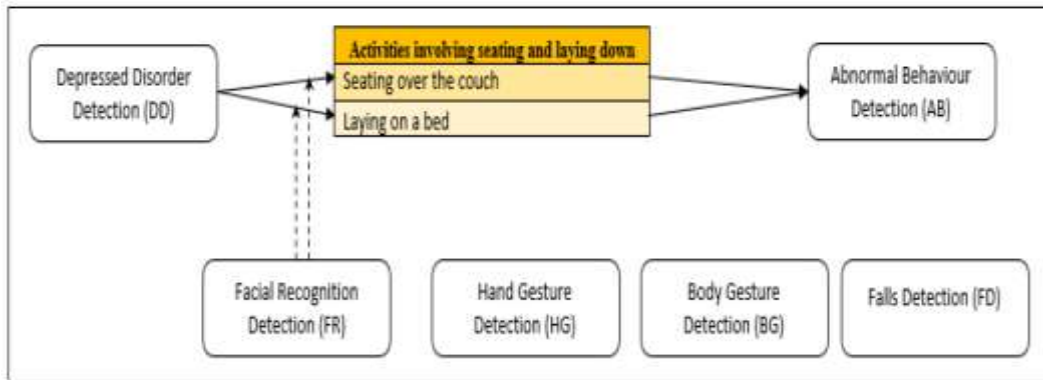 Activities involving seating and laying down
Depressed Disorder
Detection (DD)
Seating over the couch
Laying on a bed
Abnormal Behaviour
Detection (AB)
Facial Recognition
Detection (FR)
Hand Gesture
Detection (HG)
Body Gesture
Detection (BG)
Falls Detection (FD)